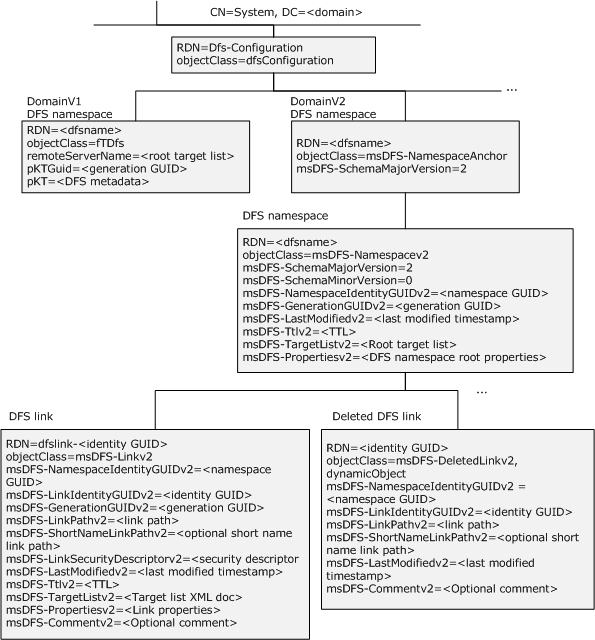 CN=System, DC=<domain>
RDN=Dfs-Configuration
objectClass=dfsConfiguration
...
DomainV1
DFS namespace
RDN=<dfsname>
objectClass=fTDfs
remoteServerName=<root target list>
pKTGuid=<generation GUID>
pKT=<DFS metadata>
DomainV2
DFS namespace
RDN=<dfsname>
objectClass=msDFS-NamespaceAnchor
msDFS-SchemaMajorVersion=2
DFS namespace
RDN=<dfsname>
objectClass=msDFS-Namespacev2
msDFS-SchemaMajorVersion=2
msDFS-SchemaMinorVersion=0
msDFS-NamespaceIdentityGUIDv2=<namespace GUID>
msDFS-GenerationGUIDv2=<generation GUID>
msDFS-LastModifiedv2=<last modified timestamp>
msDFS-Ttlv2=<TTL>
msDFS-TargetListv2=<Root target list>
msDFS-Propertiesv2=<DFS namespace root properties>
...
DFS link
RDN=dfslink-<identity GUID>
objectClass=msDFS-Linkv2
msDFS-NamespaceIdentityGUIDv2=<namespace
GUID>
msDFS-LinkIdentityGUIDv2=<identity GUID>
msDFS-GenerationGUIDv2=<generation GUID>
msDFS-LinkPathv2=<link path>
msDFS-ShortNameLinkPathv2=<optional short name
link path>
msDFS-LinkSecurityDescriptorv2=<security descriptor
msDFS-LastModifiedv2=<last modified timestamp>
msDFS-Ttlv2=<TTL>
msDFS-TargetListv2=<Target list XML doc>
msDFS-Propertiesv2=<Link properties>
msDFS-Commentv2=<Optional comment>
Deleted DFS link
RDN=<identity GUID>
objectClass=msDFS-DeletedLinkv2,
dynamicObject
msDFS-NamespaceIdentityGUIDv2 =
<namespace GUID>
msDFS-LinkIdentityGUIDv2=<identity GUID>
msDFS-LinkPathv2=<link path>
msDFS-ShortNameLinkPathv2=<optional short
name link path>
msDFS-LastModifiedv2=<last modified
timestamp>
msDFS-Commentv2=<Optional comment>